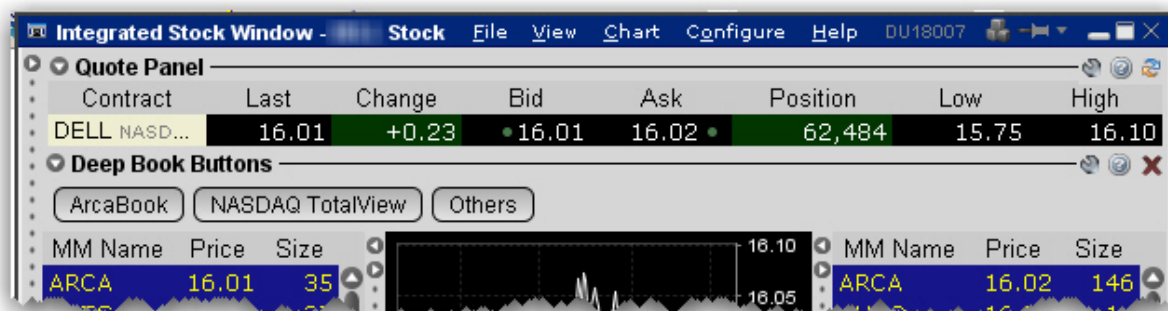 Integrated Stock Window - Stock File View Chart Configure Help DU18007
Quote Panel
Contract Last Change Bid Ask Position Low High
DELL NASD... 16.01 +0.23 16.01 16.02 62,484 15.75 16.10
Deep Book Buttons
ArcaBook NASDAQ TotalView Others
MM Name Price Size 16.10 MM Name Price Size
ARCA 16.01 35 16.05 ARCA 16.02 146